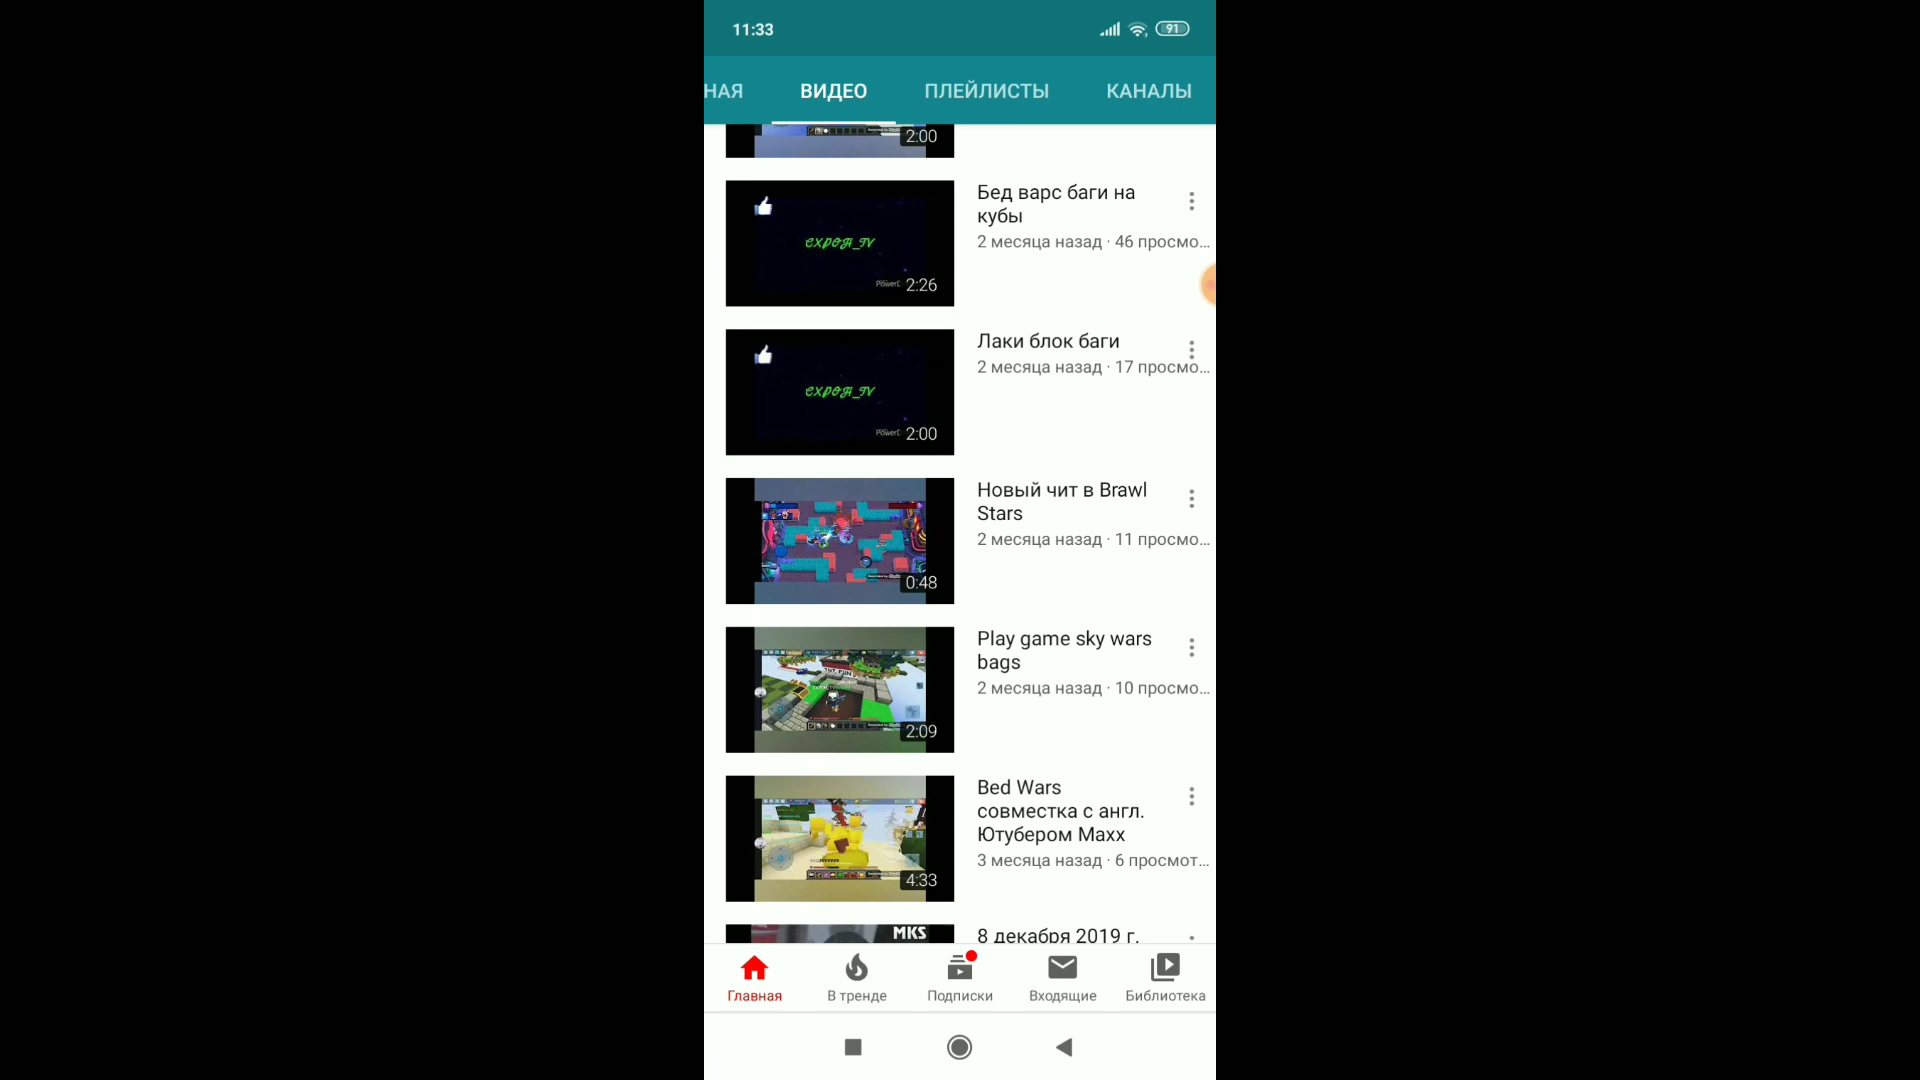 11:33
91
НАЯ
ВИДЕО
ПЛЕЙЛИСТЫ
КАНАЛЫ
2:00
EXPOA_TV
2:26
Бед варс баги на
кубы
2 месяца назад · 46 просмо...
EXPOA_TV
2:00
Лаки блок баги
2 месяца назад · 17 просмо...
0:48
Новый чит в Brawl
Stars
2 месяца назад · 11 просмо...
2:09
Play game sky wars
bags
2 месяца назад · 10 просмо...
4:33
Bed Wars
совместка с англ.
Ютубером Maxx
3 месяца назад · 6 просмот...
MKS
8 декабря 2019 г.
Главная
В тренде
Подписки
Входящие
Библиотека